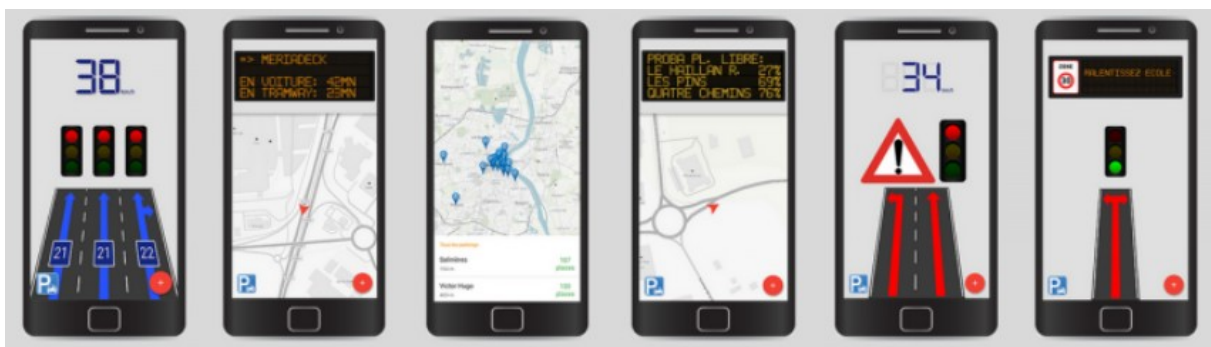 38
21
21
22
P
+
=> MERIADECK
EN VOITURE: 42MN
EN TRAMWAY: 23MN
P
+
Salinières
107
places
Victor Hugo
places
PROBA PL. LIBRE:
LE HAILLAN R. 27%
LES PINS 69%
QUATRE CHEMINS 76%
P
+
34
P
+
ZONE
30
RALENTISSEZ ECOLE
P
+